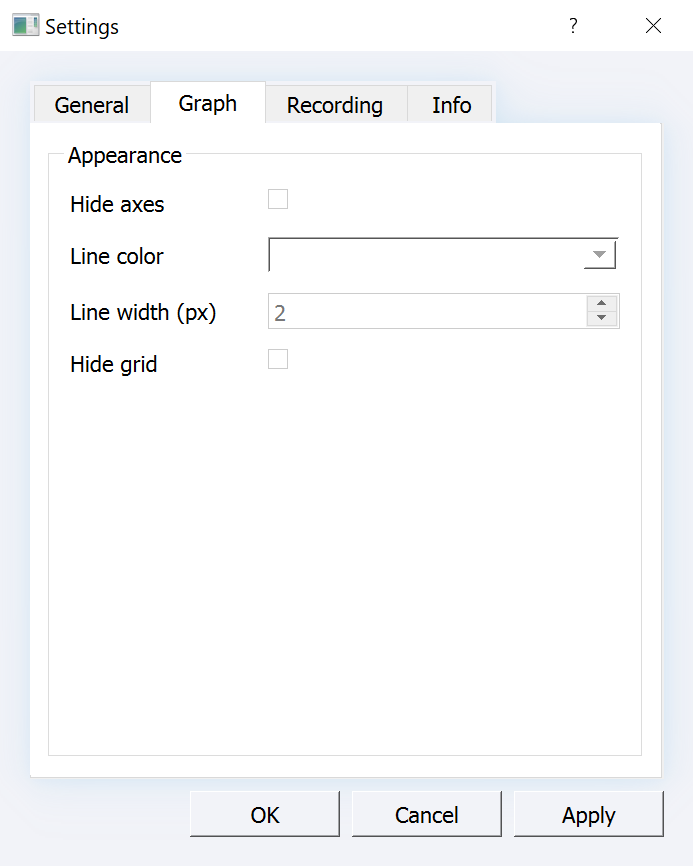 Settings ?
General Graph Recording Info
Appearance
Hide axes
Line color
Line width (px) 2
Hide grid
OK Cancel Apply